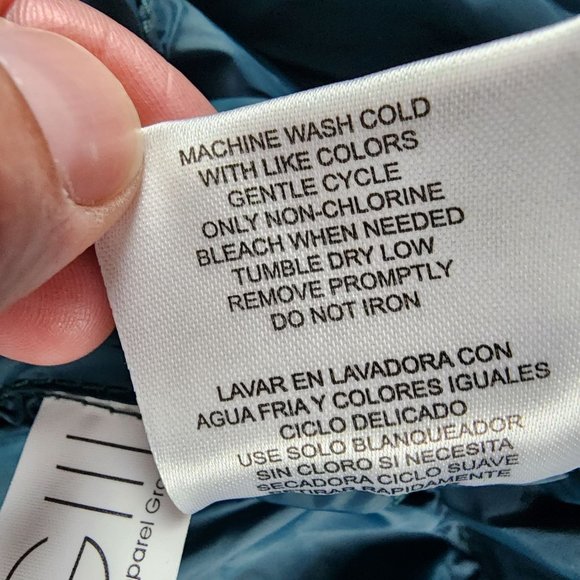 MACHINE WASH COLD
WITH LIKE COLORS
GENTLE CYCLE
ONLY NON-CHLORINE
BLEACH WHEN NEEDED
TUMBLE DRY LOW
REMOVE PROMPTLY
DO NOT IRON
LAVAR EN LAVADORA CON
AGUA FRIA Y COLORES IGUALES
CICLO DELICADO
USE SOLO BLANQUEADOR
SIN CLORO SI NECESITA
SECADORA CICLO SUAVE
RETIRAR RAPIDAMENTE